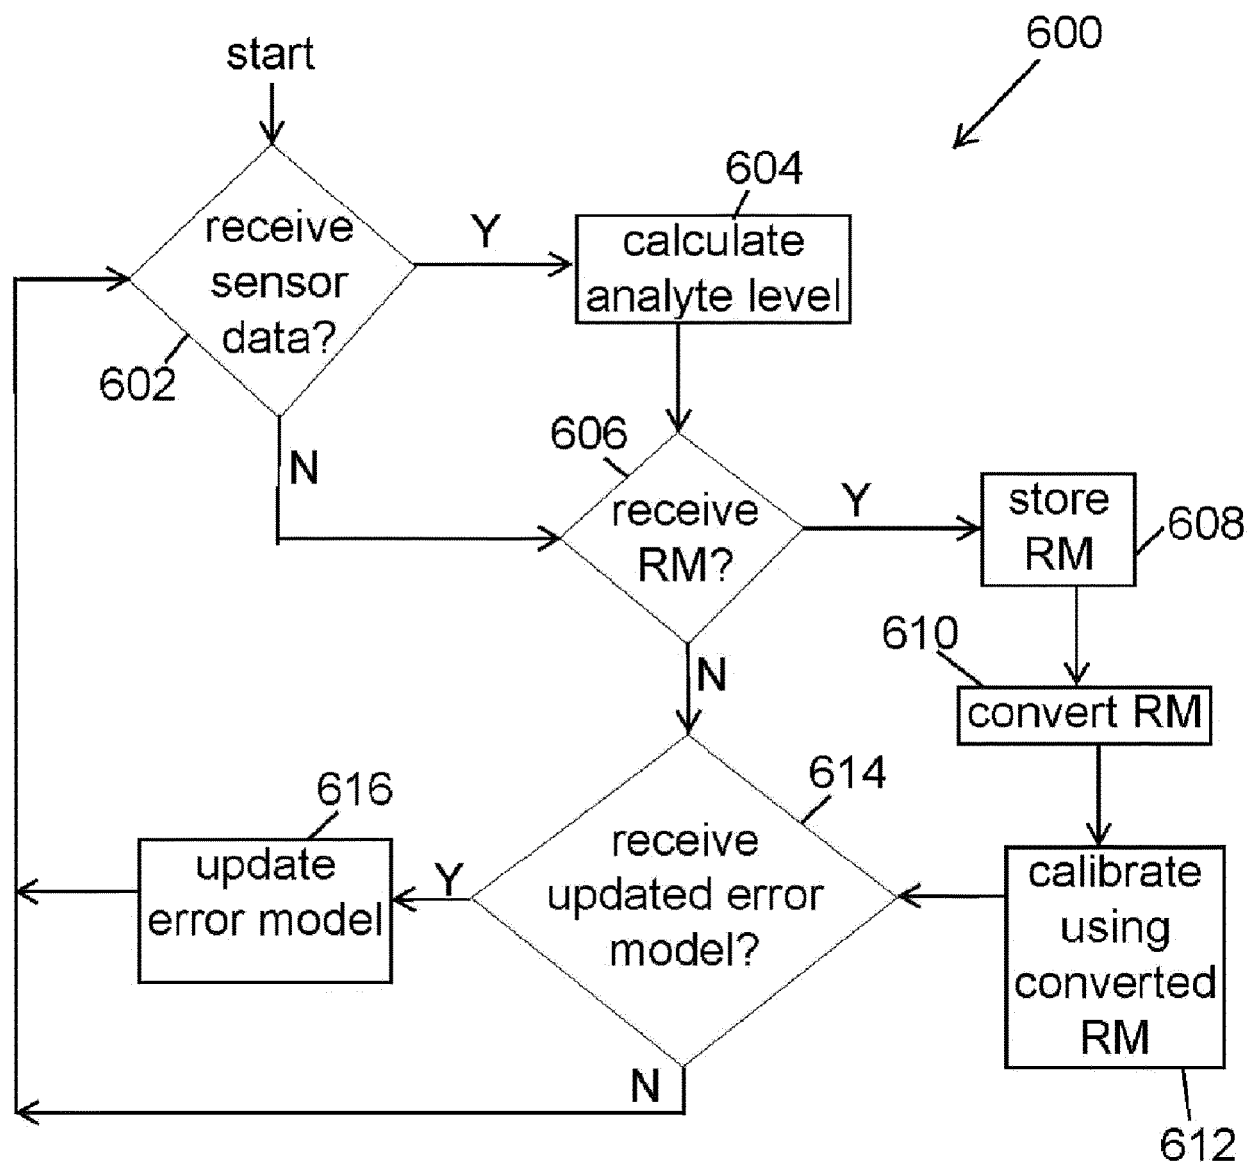 600
start
604
receive
sensor
data?
Y
calculate
analyte level
602
N
606
receive
RM?
Y
store
RM
608
610
convert RM
N
614
616
update
error model
Y
receive
updated error
model?
calibrate
using
converted
RM
N
612